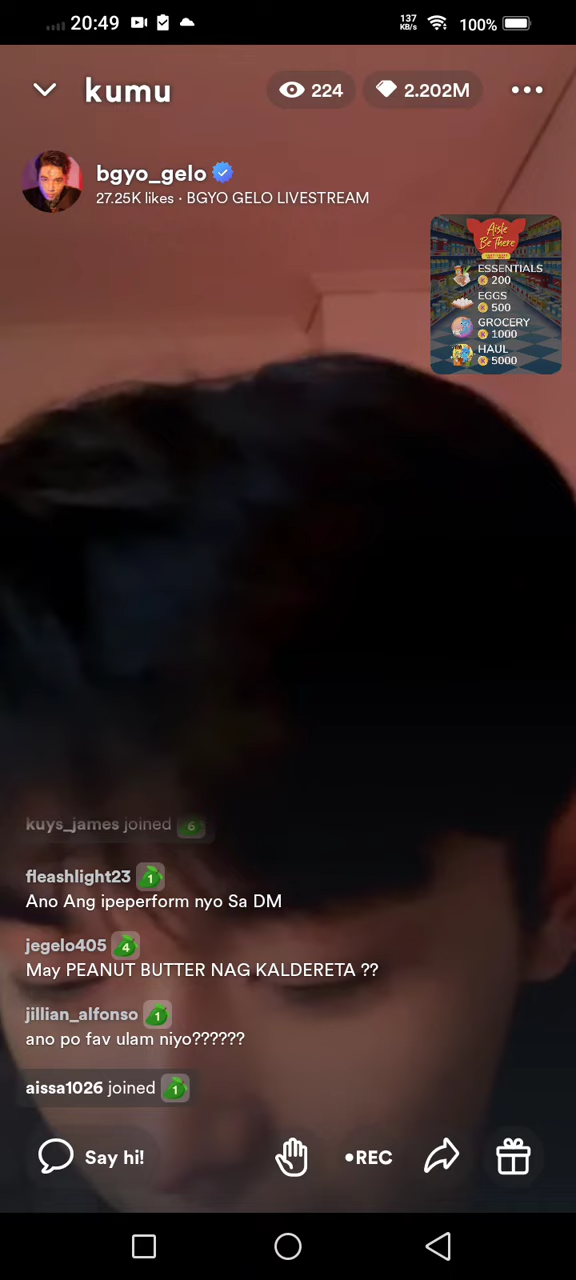 20:49
137
KB/s
100%
kumu
224
2.202M
bgyo_gelo
27.25K likes · BGYO GELO LIVESTREAM
Aisle
Be There
ESSENTIALS
200
EGGS
500
GROCERY
1000
HAUL
5000
kuys_james joined 6
fleashlight23 1
Ano Ang ipeperform nyo Sa DM
jegelo405 4
May PEANUT BUTTER NAG KALDERETA ??
jillian_alfonso 1
ano po fav ulam niyo??????
aissa1026 joined 1
Say hi!
•REC